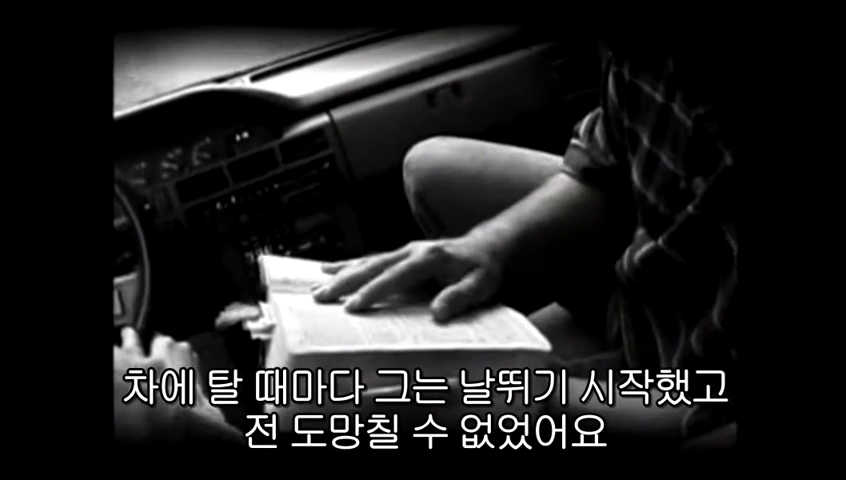 차에 탈 때마다 그는 날뛰기 시작했고
전 도망칠 수 없었어요